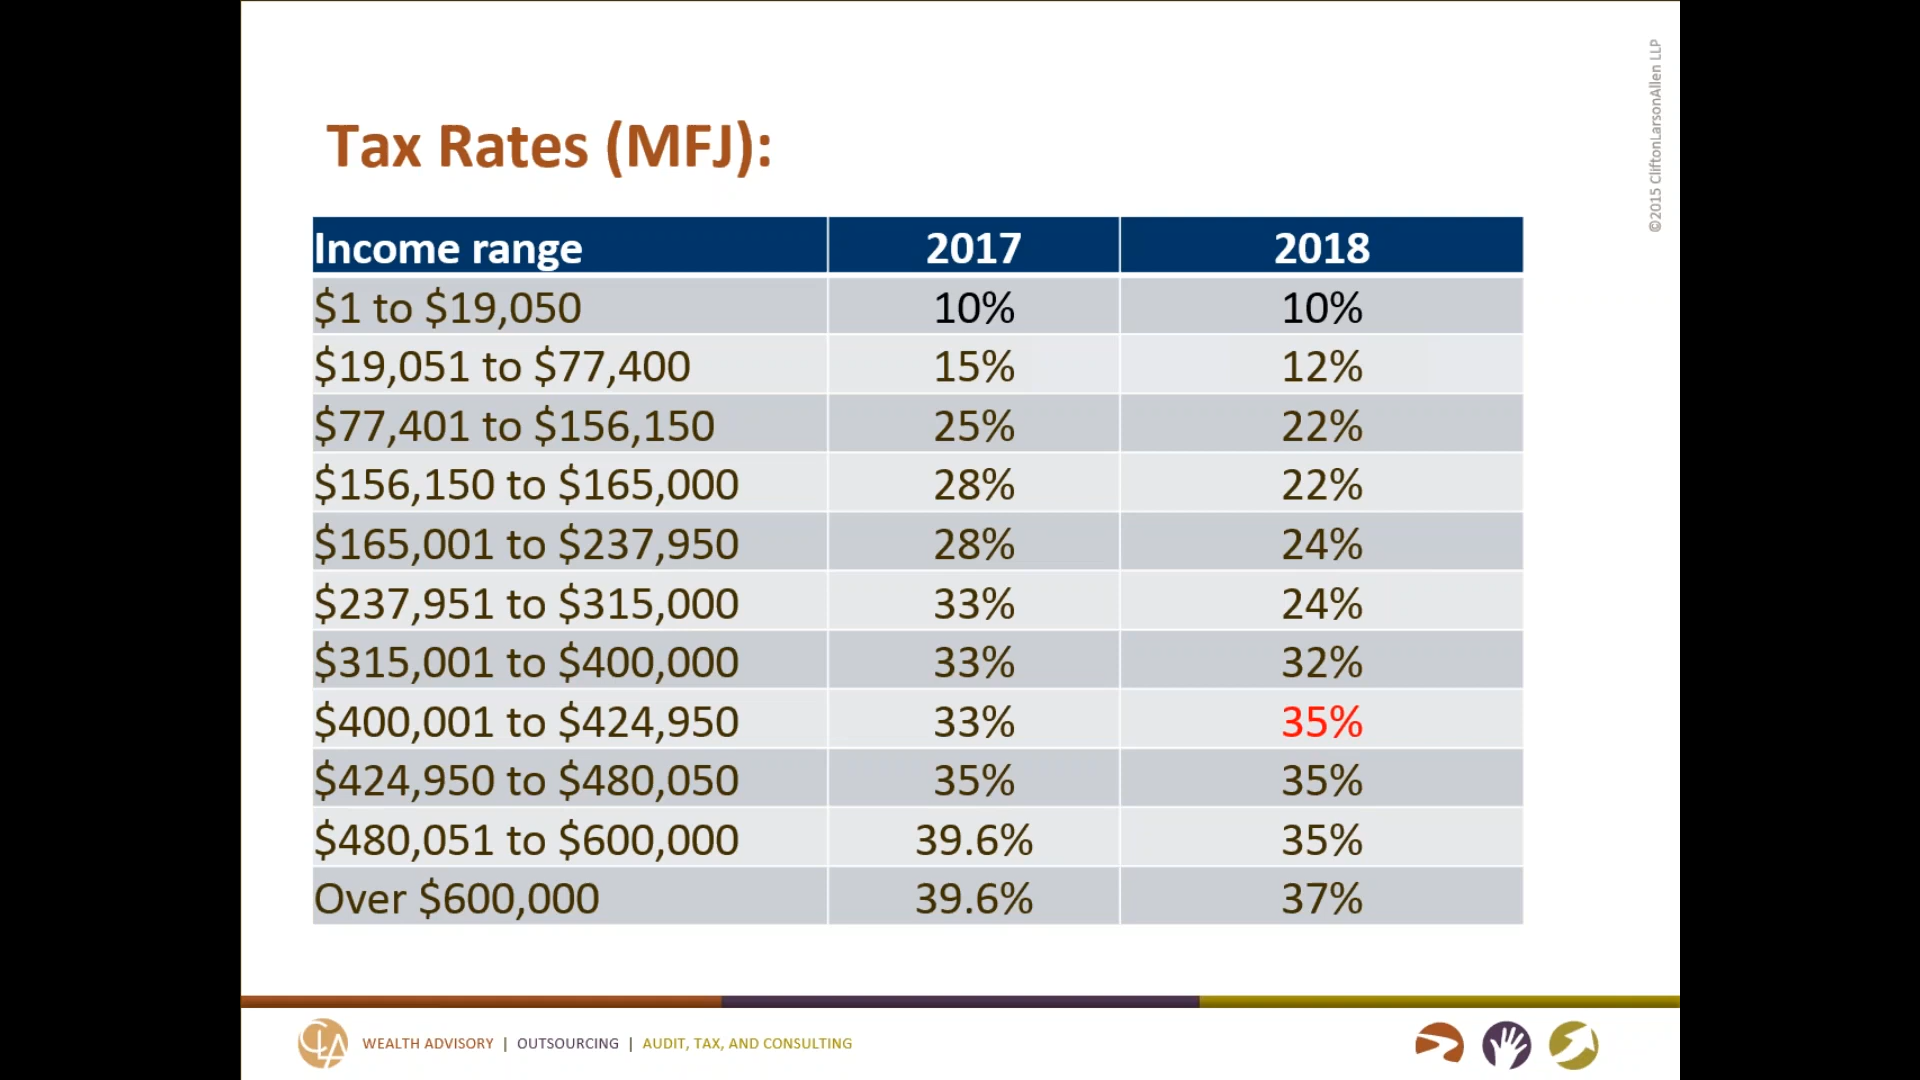 ©2015 CliftonLarsonAllen LLP
Tax Rates (MFJ):
Income range 2017 2018
$1 to $19,050 10% 10%
$19,051 to $77,400 15% 12%
$77,401 to $156,150 25% 22%
$156,150 to $165,000 28% 22%
$165,001 to $237,950 28% 24%
$237,951 to $315,000 33% 24%
$315,001 to $400,000 33% 32%
$400,001 to $424,950 33% 35%
$424,950 to $480,050 35% 35%
$480,051 to $600,000 39.6% 35%
Over $600,000 39.6% 37%
CLA WEALTH ADVISORY | OUTSOURCING | AUDIT, TAX, AND CONSULTING